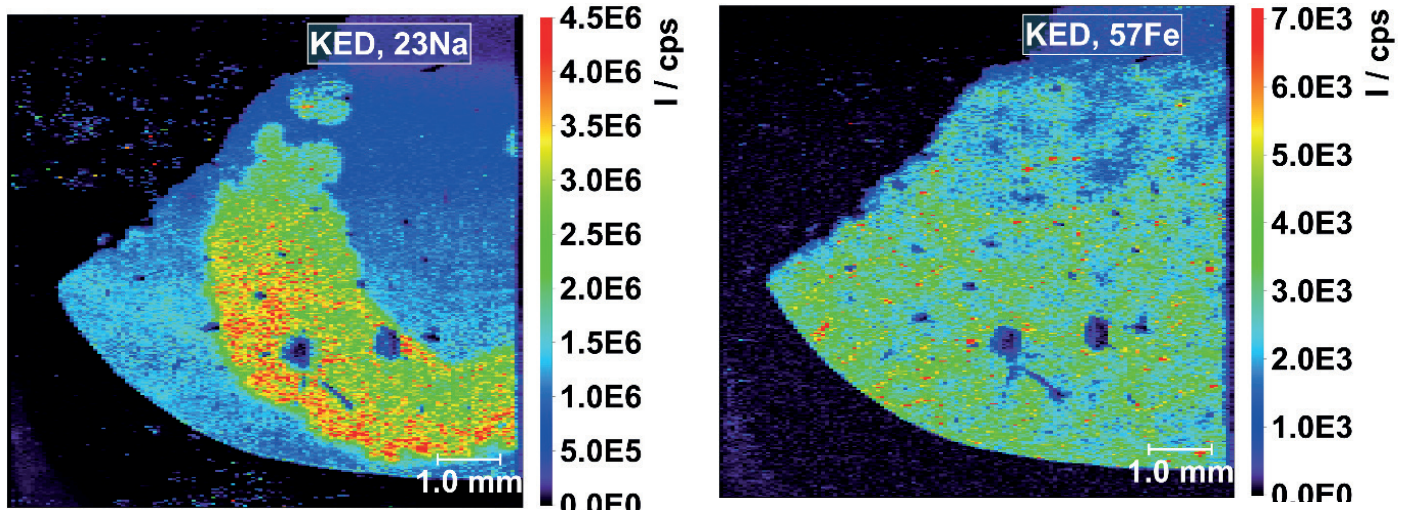 KED, 23Na
4.5E6
4.0E6
3.5E6
3.0E6
2.5E6
2.0E6
1.5E6
1.0E6
5.0E5
0.0E0
I / cps
1.0 mm
KED, 57Fe
7.0E3
6.0E3
5.0E3
4.0E3
3.0E3
2.0E3
1.0E3
0.0E0
I / cps
1.0 mm